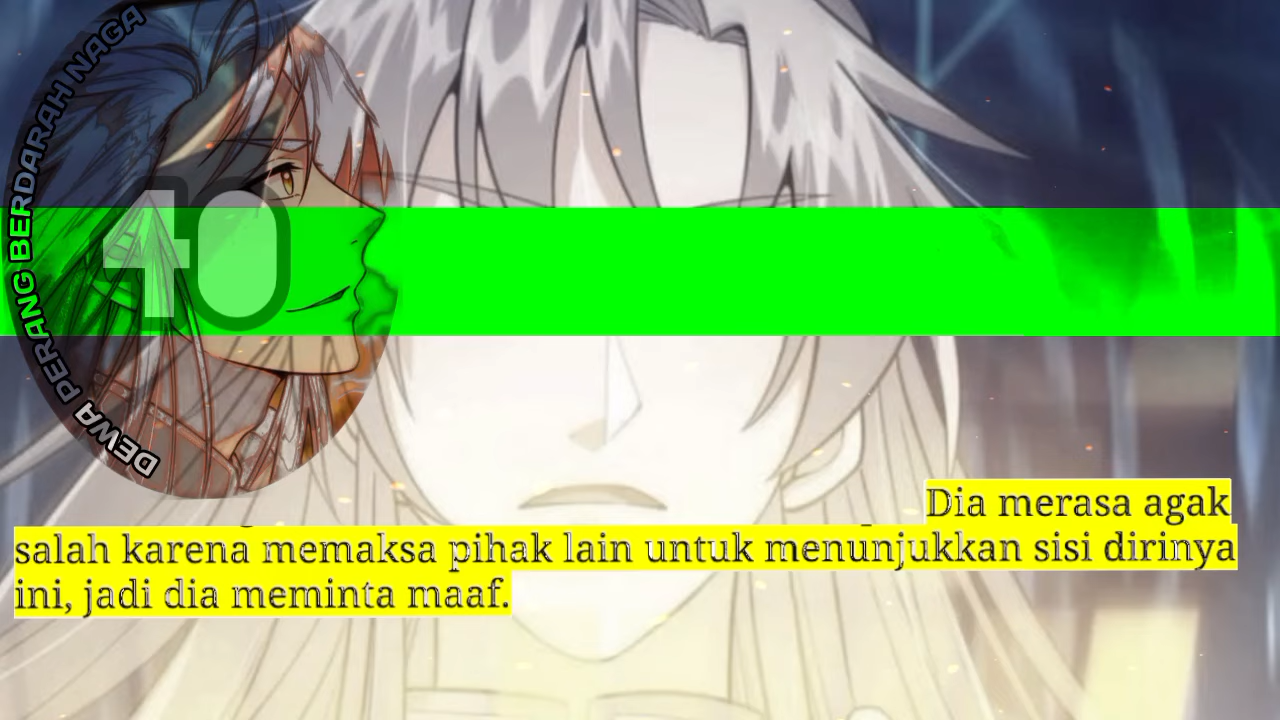 DEWA PERANG BERDARAH NAGA
40
Dia merasa agak
salah karena memaksa pihak lain untuk menunjukkan sisi dirinya
ini, jadi dia meminta maaf.